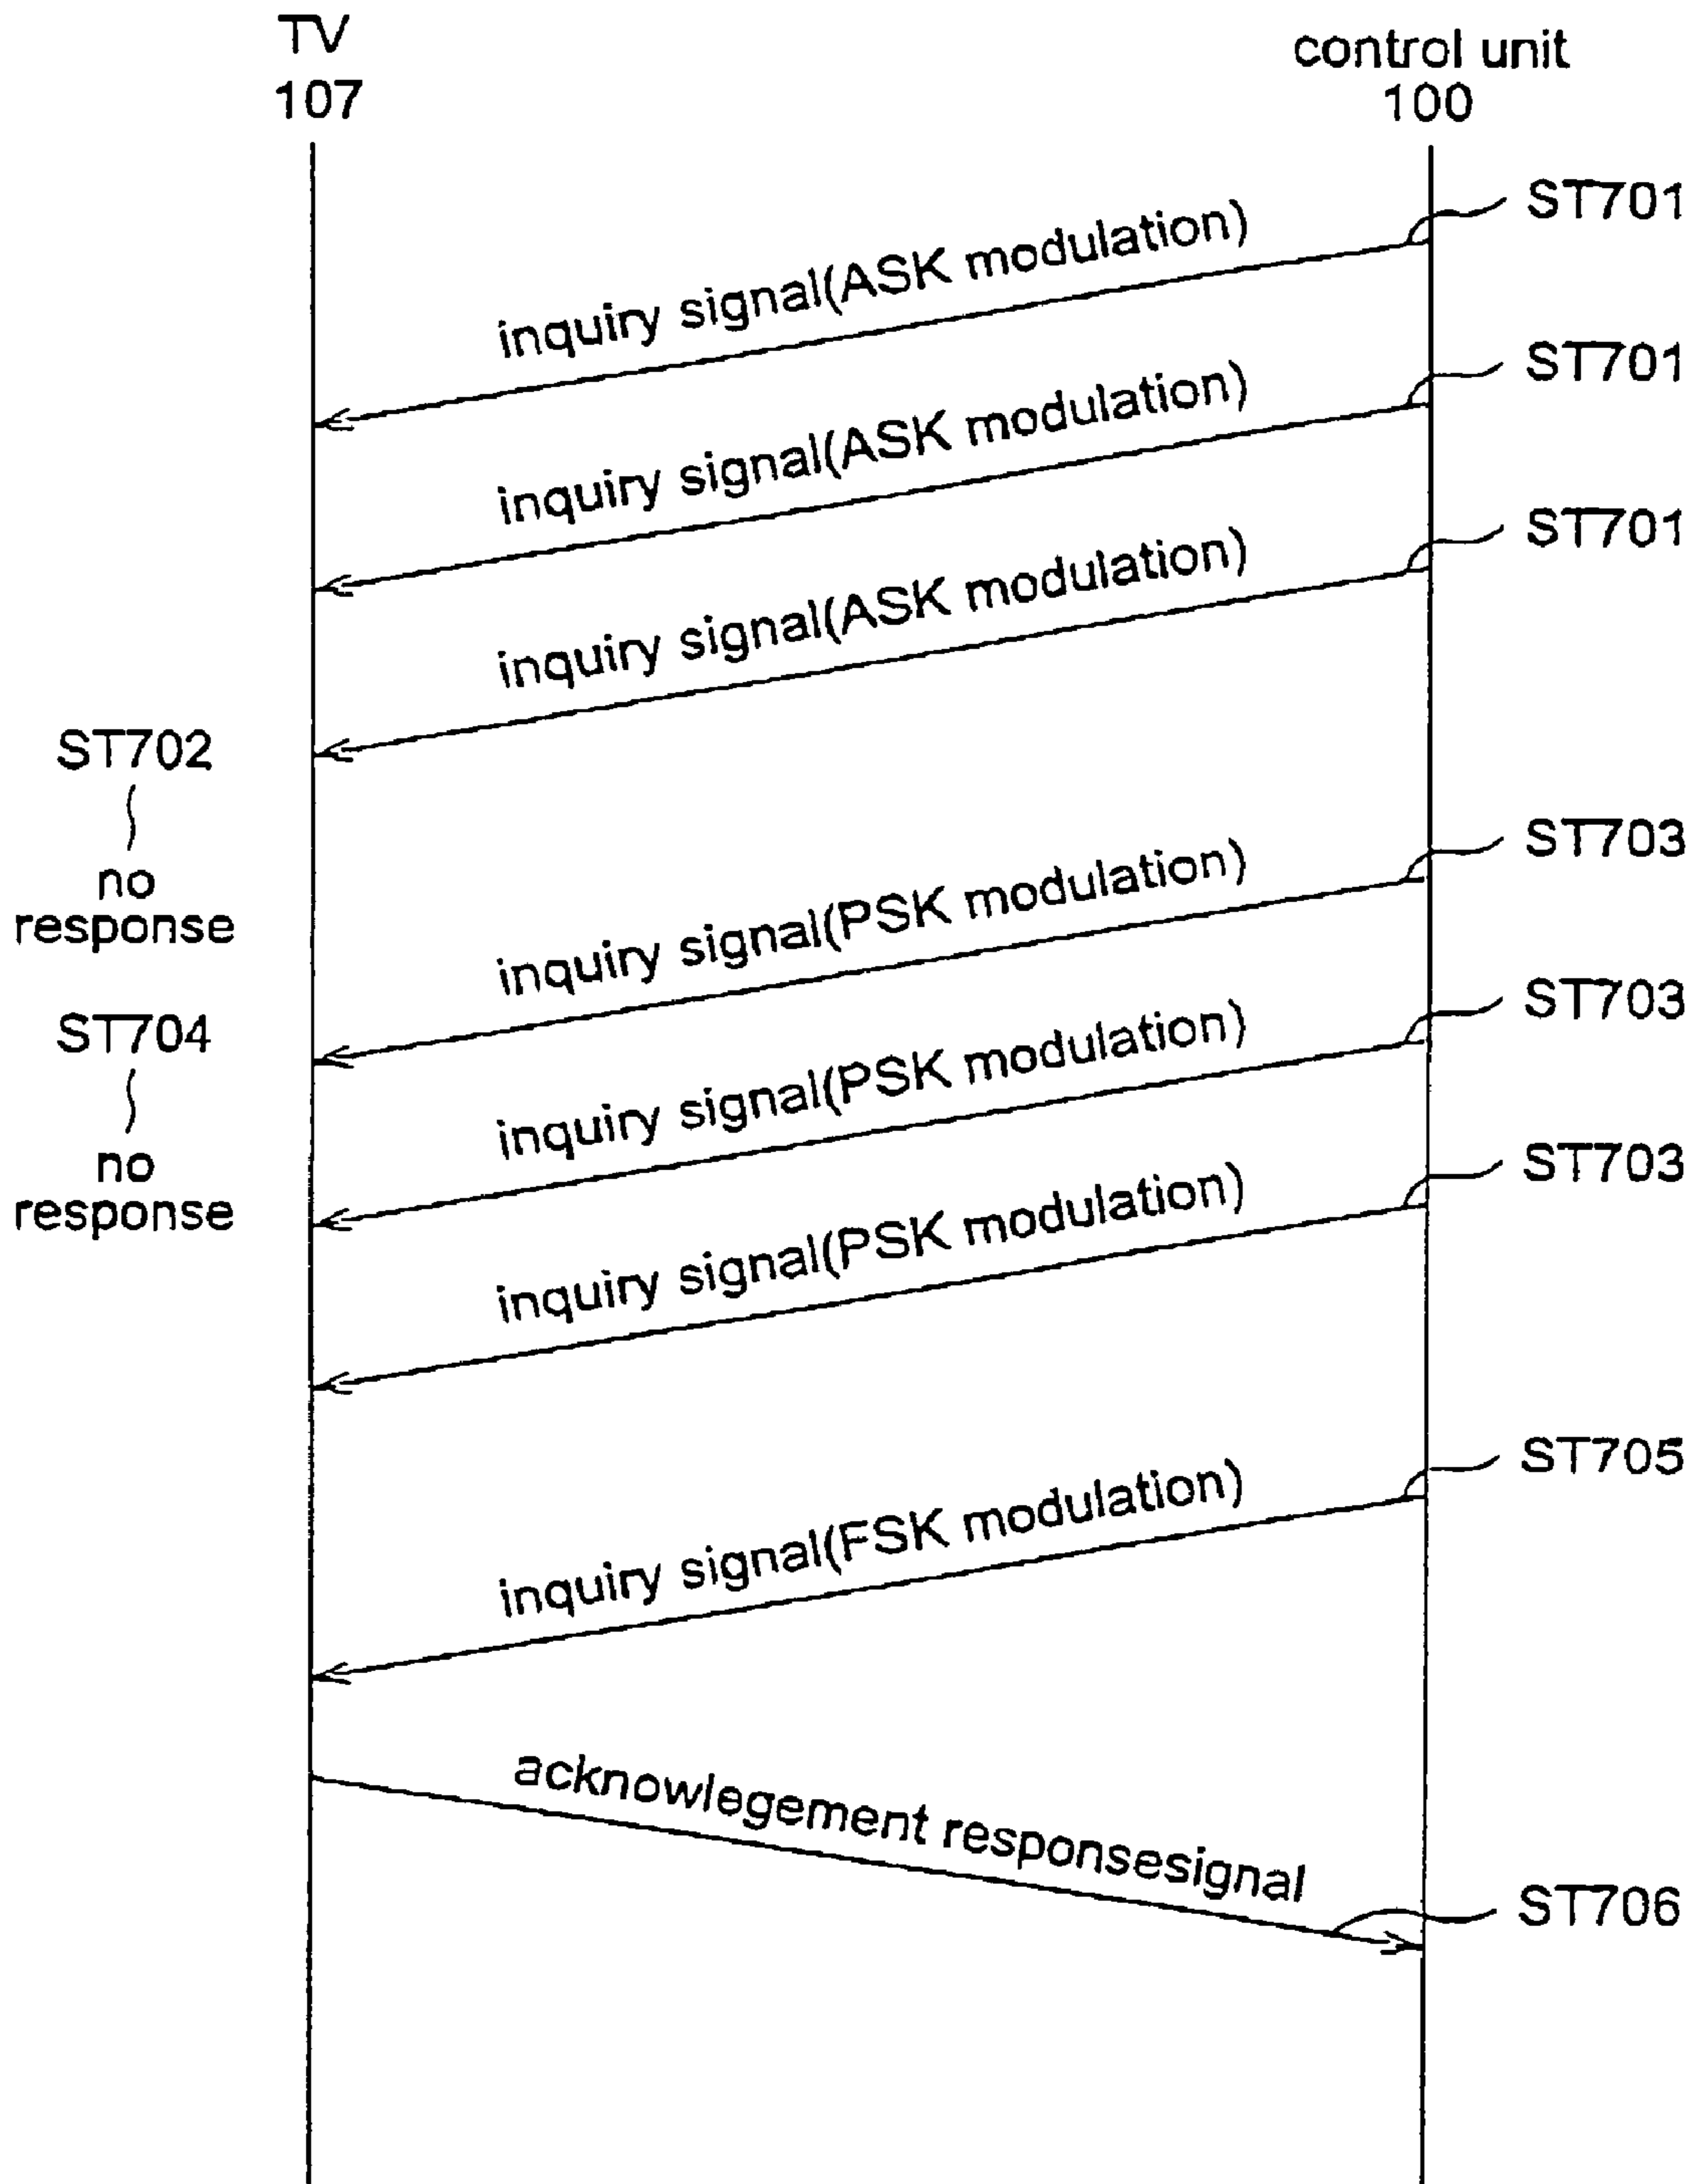 TV
107
control unit
100
ST701
inquiry signal(ASK modulation)
ST701
inquiry signal(ASK modulation)
ST701
inquiry signal(ASK modulation)
ST702
no
response
ST703
inquiry signal(PSK modulation)
ST704
no
response
ST703
inquiry signal(PSK modulation)
ST703
inquiry signal(PSK modulation)
ST705
inquiry signal(FSK modulation)
acknowlegement responsesignal
ST706